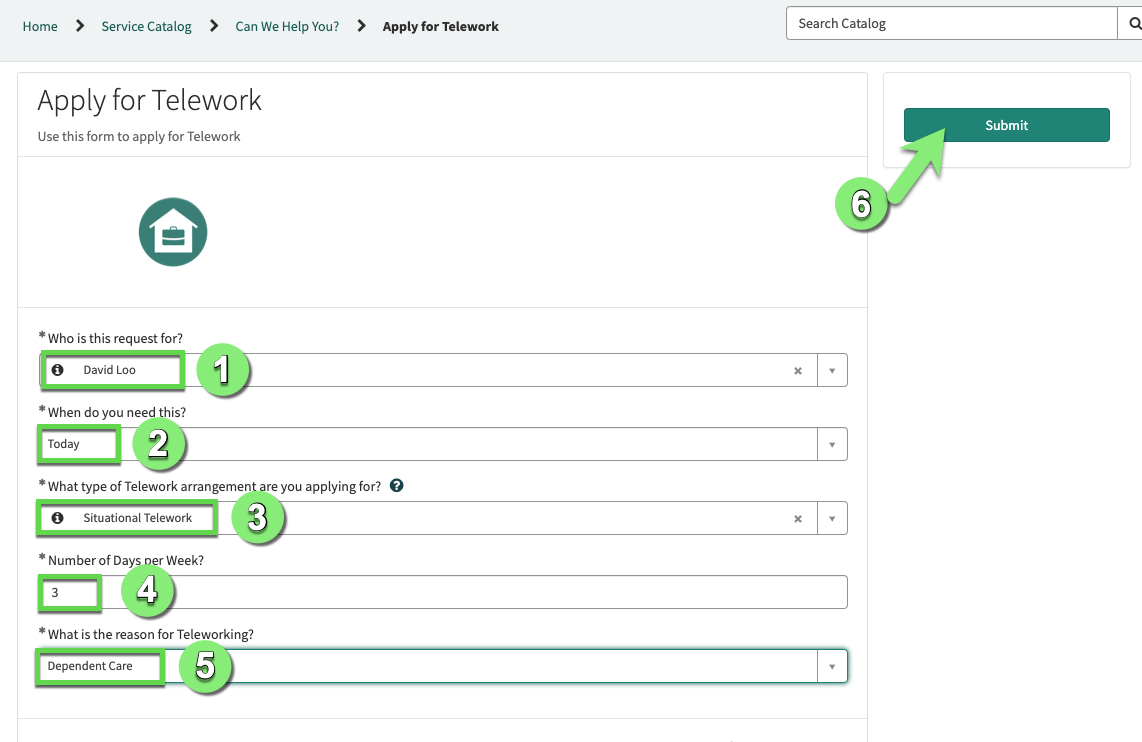 Home > Service Catalog > Can We Help You? > Apply for Telework
Search Catalog
Apply for Telework
Use this form to apply for Telework
Submit
6
* Who is this request for?
David Loo
1
* When do you need this?
Today
2
* What type of Telework arrangement are you applying for?
Situational Telework
3
* Number of Days per Week?
3
4
* What is the reason for Teleworking?
Dependent Care
5